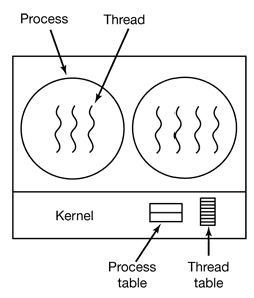 Process Thread
Kernel
Process
table
Thread
table